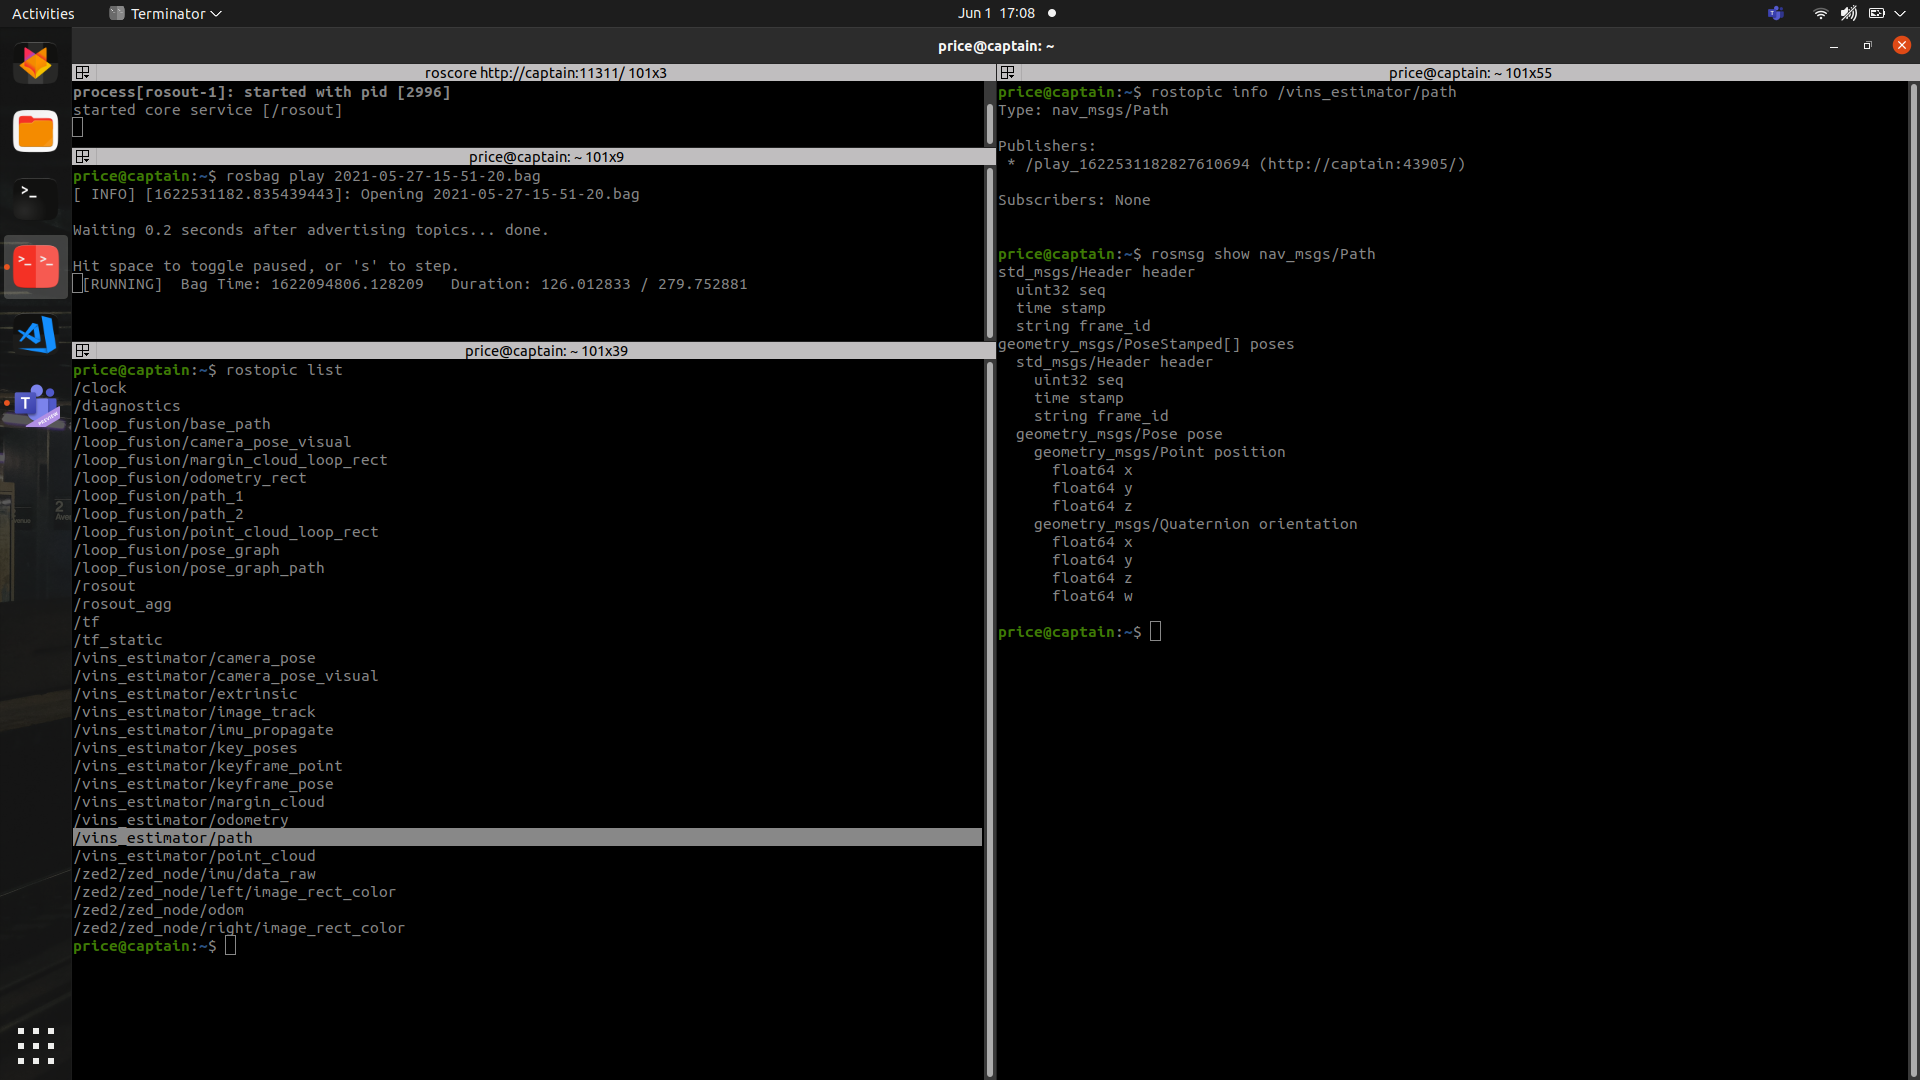 Activities
Terminator
Jun 1 17:08
price@captain: ~
roscore http://captain:11311/ 101x3
process[rosout-1]: started with pid [2996]
started core service [/rosout]
price@captain: ~ 101x9
price@captain:~$ rosbag play 2021-05-27-15-51-20.bag
[ INFO] [1622531182.835439443]: Opening 2021-05-27-15-51-20.bag
Waiting 0.2 seconds after advertising topics... done.
Hit space to toggle paused, or 's' to step.
[RUNNING]  Bag Time: 1622094806.128209   Duration: 126.012833 / 279.752881
price@captain: ~ 101x39
price@captain:~$ rostopic list
/clock
/diagnostics
/loop_fusion/base_path
/loop_fusion/camera_pose_visual
/loop_fusion/margin_cloud_loop_rect
/loop_fusion/odometry_rect
/loop_fusion/path_1
/loop_fusion/path_2
/loop_fusion/point_cloud_loop_rect
/loop_fusion/pose_graph
/loop_fusion/pose_graph_path
/rosout
/rosout_agg
/tf
/tf_static
/vins_estimator/camera_pose
/vins_estimator/camera_pose_visual
/vins_estimator/extrinsic
/vins_estimator/image_track
/vins_estimator/imu_propagate
/vins_estimator/key_poses
/vins_estimator/keyframe_point
/vins_estimator/keyframe_pose
/vins_estimator/margin_cloud
/vins_estimator/odometry
/vins_estimator/path
/vins_estimator/point_cloud
/zed2/zed_node/imu/data_raw
/zed2/zed_node/left/image_rect_color
/zed2/zed_node/odom
/zed2/zed_node/right/image_rect_color
price@captain:~$
price@captain: ~ 101x55
price@captain:~$ rostopic info /vins_estimator/path
Type: nav_msgs/Path
Publishers:
 * /play_1622531182827610694 (http://captain:43905/)
Subscribers: None
price@captain:~$ rosmsg show nav_msgs/Path
std_msgs/Header header
  uint32 seq
  time stamp
  string frame_id
geometry_msgs/PoseStamped[] poses
  std_msgs/Header header
    uint32 seq
    time stamp
    string frame_id
  geometry_msgs/Pose pose
    geometry_msgs/Point position
      float64 x
      float64 y
      float64 z
    geometry_msgs/Quaternion orientation
      float64 x
      float64 y
      float64 z
      float64 w
price@captain:~$